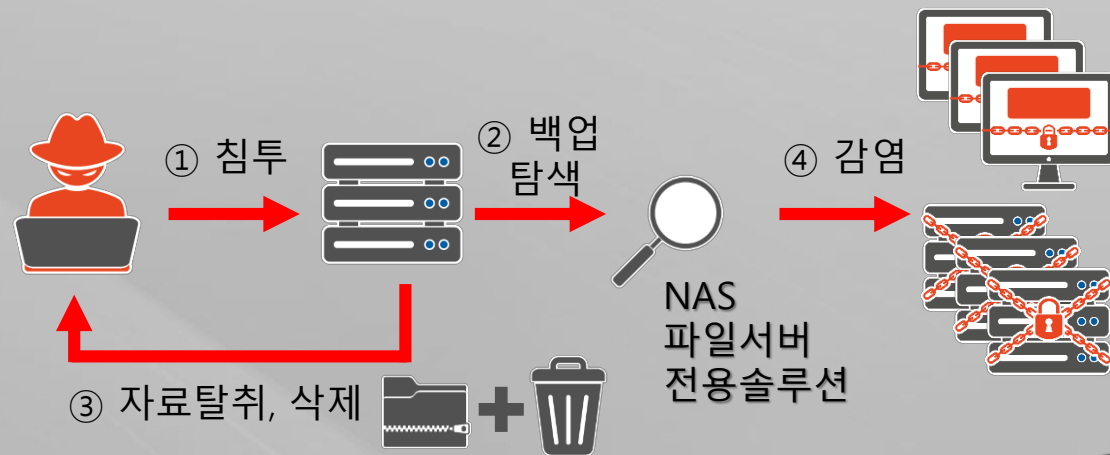 ① 침투
② 백업
탐색
④ 감염
NAS
파일서버
전용솔루션
③ 자료탈취, 삭제